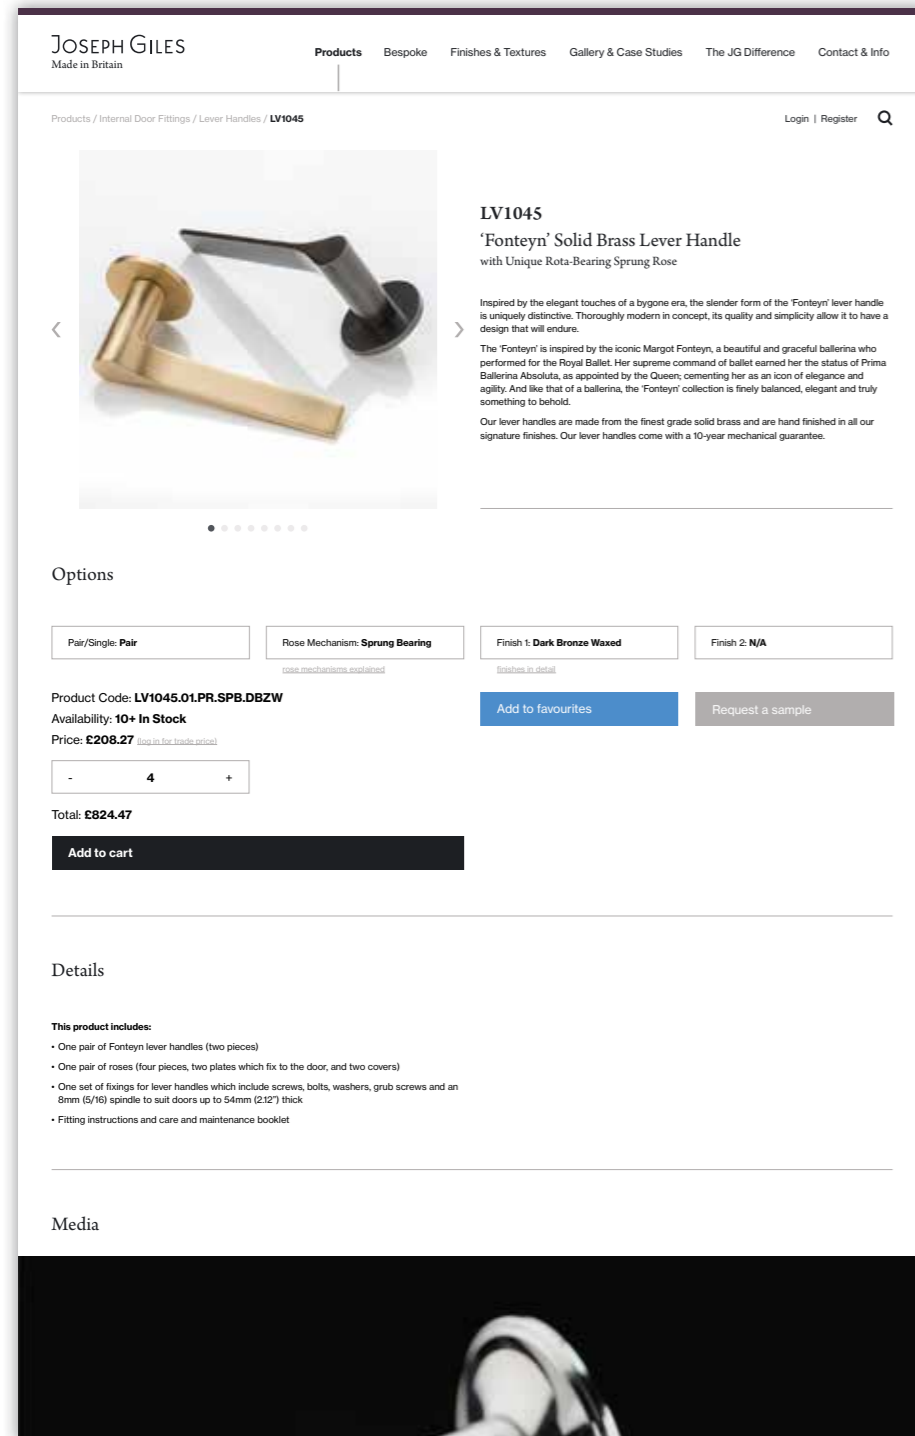 JOSEPH GILES
Made in Britain
Products Bespoke Finishes & Textures Gallery & Case Studies The JG Difference Contact & Info
Products / Internal Door Fittings / Lever Handles / LV1045
Login | Register
LV1045
‘Fonteyn’ Solid Brass Lever Handle
with Unique Rota-Bearing Sprung Rose
Inspired by the elegant touches of a bygone era, the slender form of the ‘Fonteyn’ lever handle
is uniquely distinctive. Thoroughly modern in concept, its quality and simplicity allow it to have a
design that will endure.
The ‘Fonteyn’ is inspired by the iconic Margot Fonteyn, a beautiful and graceful ballerina who
performed for the Royal Ballet. Her supreme command of ballet earned her the status of Prima
Ballerina Absoluta, as appointed by the Queen; cementing her as an icon of elegance and
agility. And like that of a ballerina, the ‘Fonteyn’ collection is finely balanced, elegant and truly
something to behold.
Our lever handles are made from the finest grade solid brass and are hand finished in all our
signature finishes. Our lever handles come with a 10-year mechanical guarantee.
Options
Pair/Single: Pair
Rose Mechanism: Sprung Bearing
Finish 1: Dark Bronze Waxed
Finish 2: N/A
rose mechanisms explained
finishes in detail
Product Code: LV1045.01.PR.SPB.DBZW
Availability: 10+ In Stock
Price: £208.27 (log in for trade price)
Add to favourites
Request a sample
- 4 +
Total: £824.47
Add to cart
Details
This product includes:
• One pair of Fonteyn lever handles (two pieces)
• One pair of roses (four pieces, two plates which fix to the door, and two covers)
• One set of fixings for lever handles which include screws, bolts, washers, grub screws and an
8mm (5/16) spindle to suit doors up to 54mm (2.12") thick
• Fitting instructions and care and maintenance booklet
Media